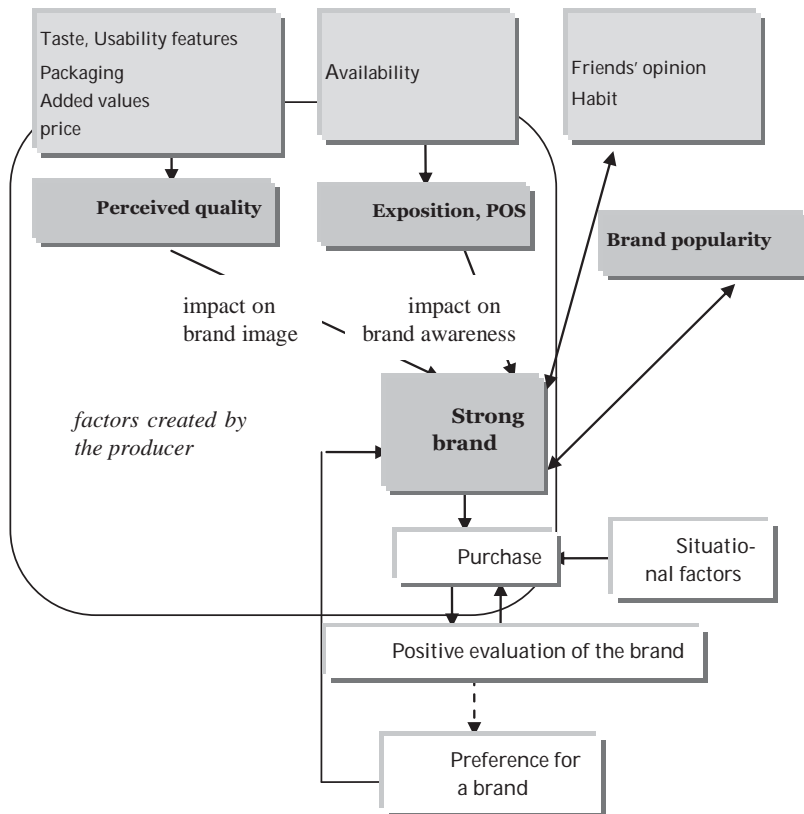 Taste, Usability features
Packaging
Added values
price
Availability
Friends' opinion
Habit
Perceived quality
Exposition, POS
Brand popularity
impact on
brand image
impact on
brand awareness
factors created by
the producer
Strong
brand
Purchase
Situatio-
nal factors
Positive evaluation of the brand
Preference for
a brand